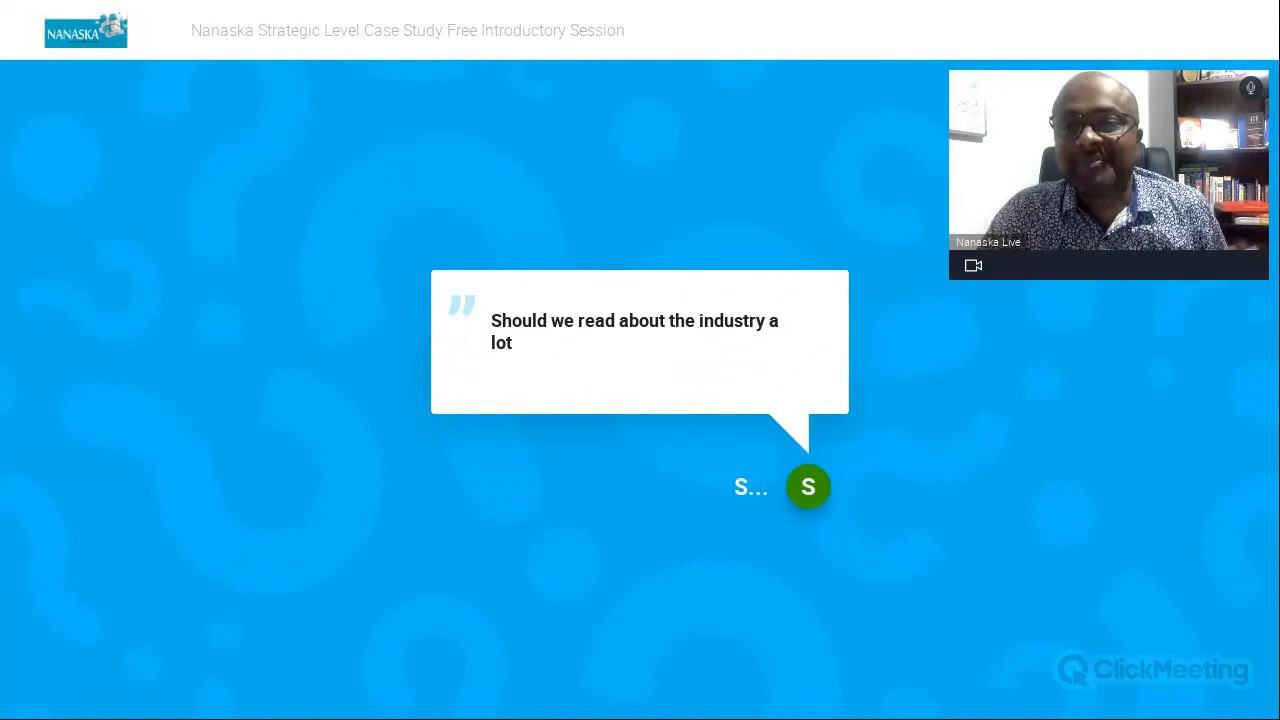 NANASKA
Nanaska Strategic Level Case Study Free Introductory Session
Nanaska Live
Should we read about the industry a
lot
S...
S
ClickMeeting